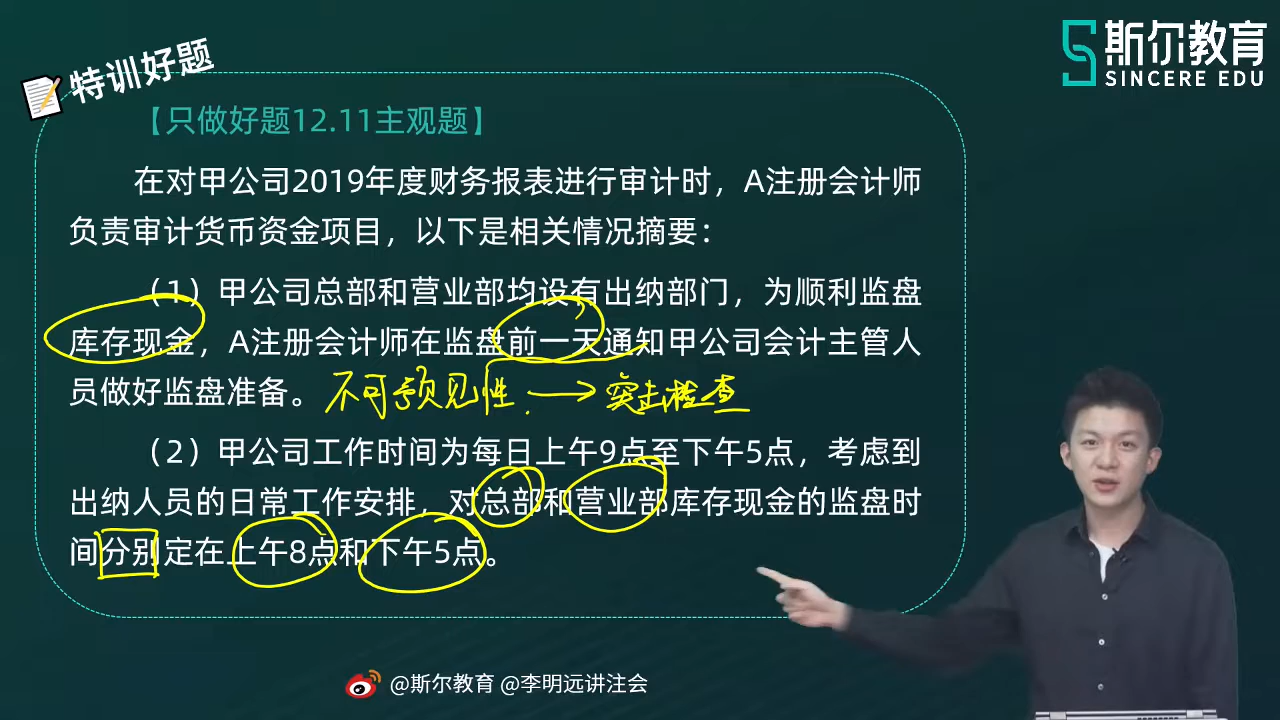 特训好题
斯尔教育
SINCERE EDU
【只做好题12.11主观题】
在对甲公司2019年度财务报表进行审计时，A注册会计师
负责审计货币资金项目，以下是相关情况摘要：
（1）甲公司总部和营业部均设有出纳部门，为顺利监盘
库存现金，A注册会计师在监盘前一天通知甲公司会计主管人
员做好监盘准备。 不可预见性. → 突击检查
（2）甲公司工作时间为每日上午9点至下午5点，考虑到
出纳人员的日常工作安排，对总部和营业部库存现金的监盘时
间分别定在上午8点和下午5点。
@斯尔教育 @李明远讲注会